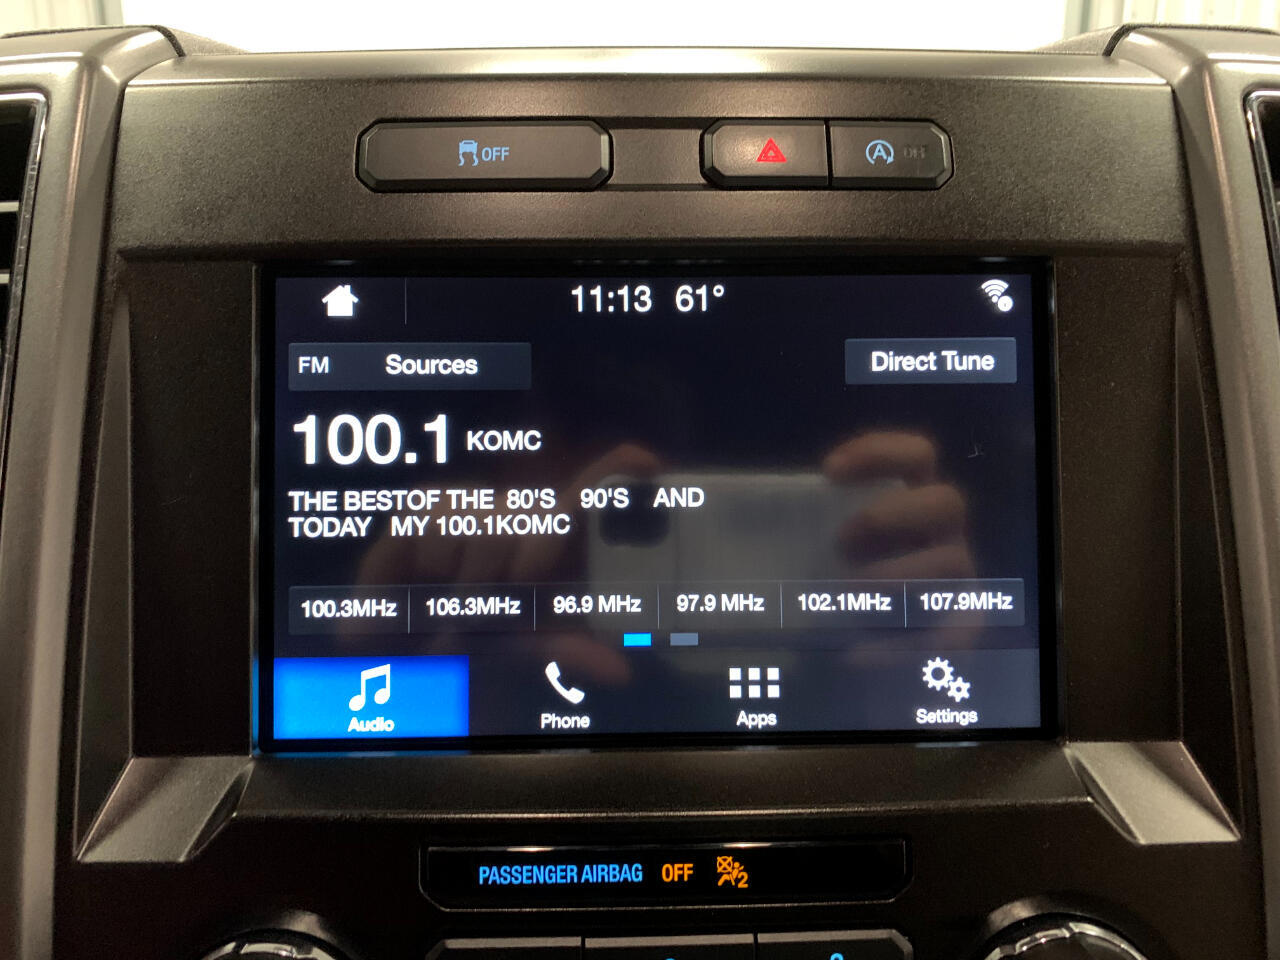 OFF
A OFF
11:13 61°
FM Sources
Direct Tune
100.1 KOMC
THE BESTOF THE 80'S 90'S AND
TODAY MY 100.1KOMC
100.3MHz 106.3MHz 96.9 MHz 97.9 MHz 102.1MHz 107.9MHz
Audio Phone Apps Settings
PASSENGER AIRBAG OFF 2